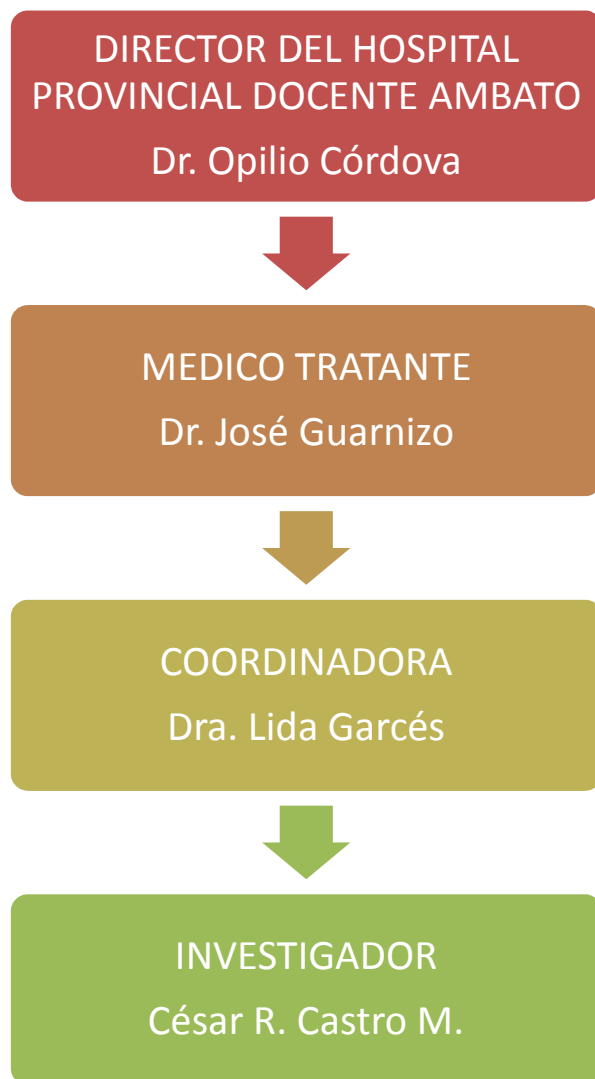 DIRECTOR DEL HOSPITAL
PROVINCIAL DOCENTE AMBATO
Dr. Opilio Córdova
MEDICO TRATANTE
Dr. José Guarnizo
COORDINADORA
Dra. Lida Garcés
INVESTIGADOR
César R. Castro M.